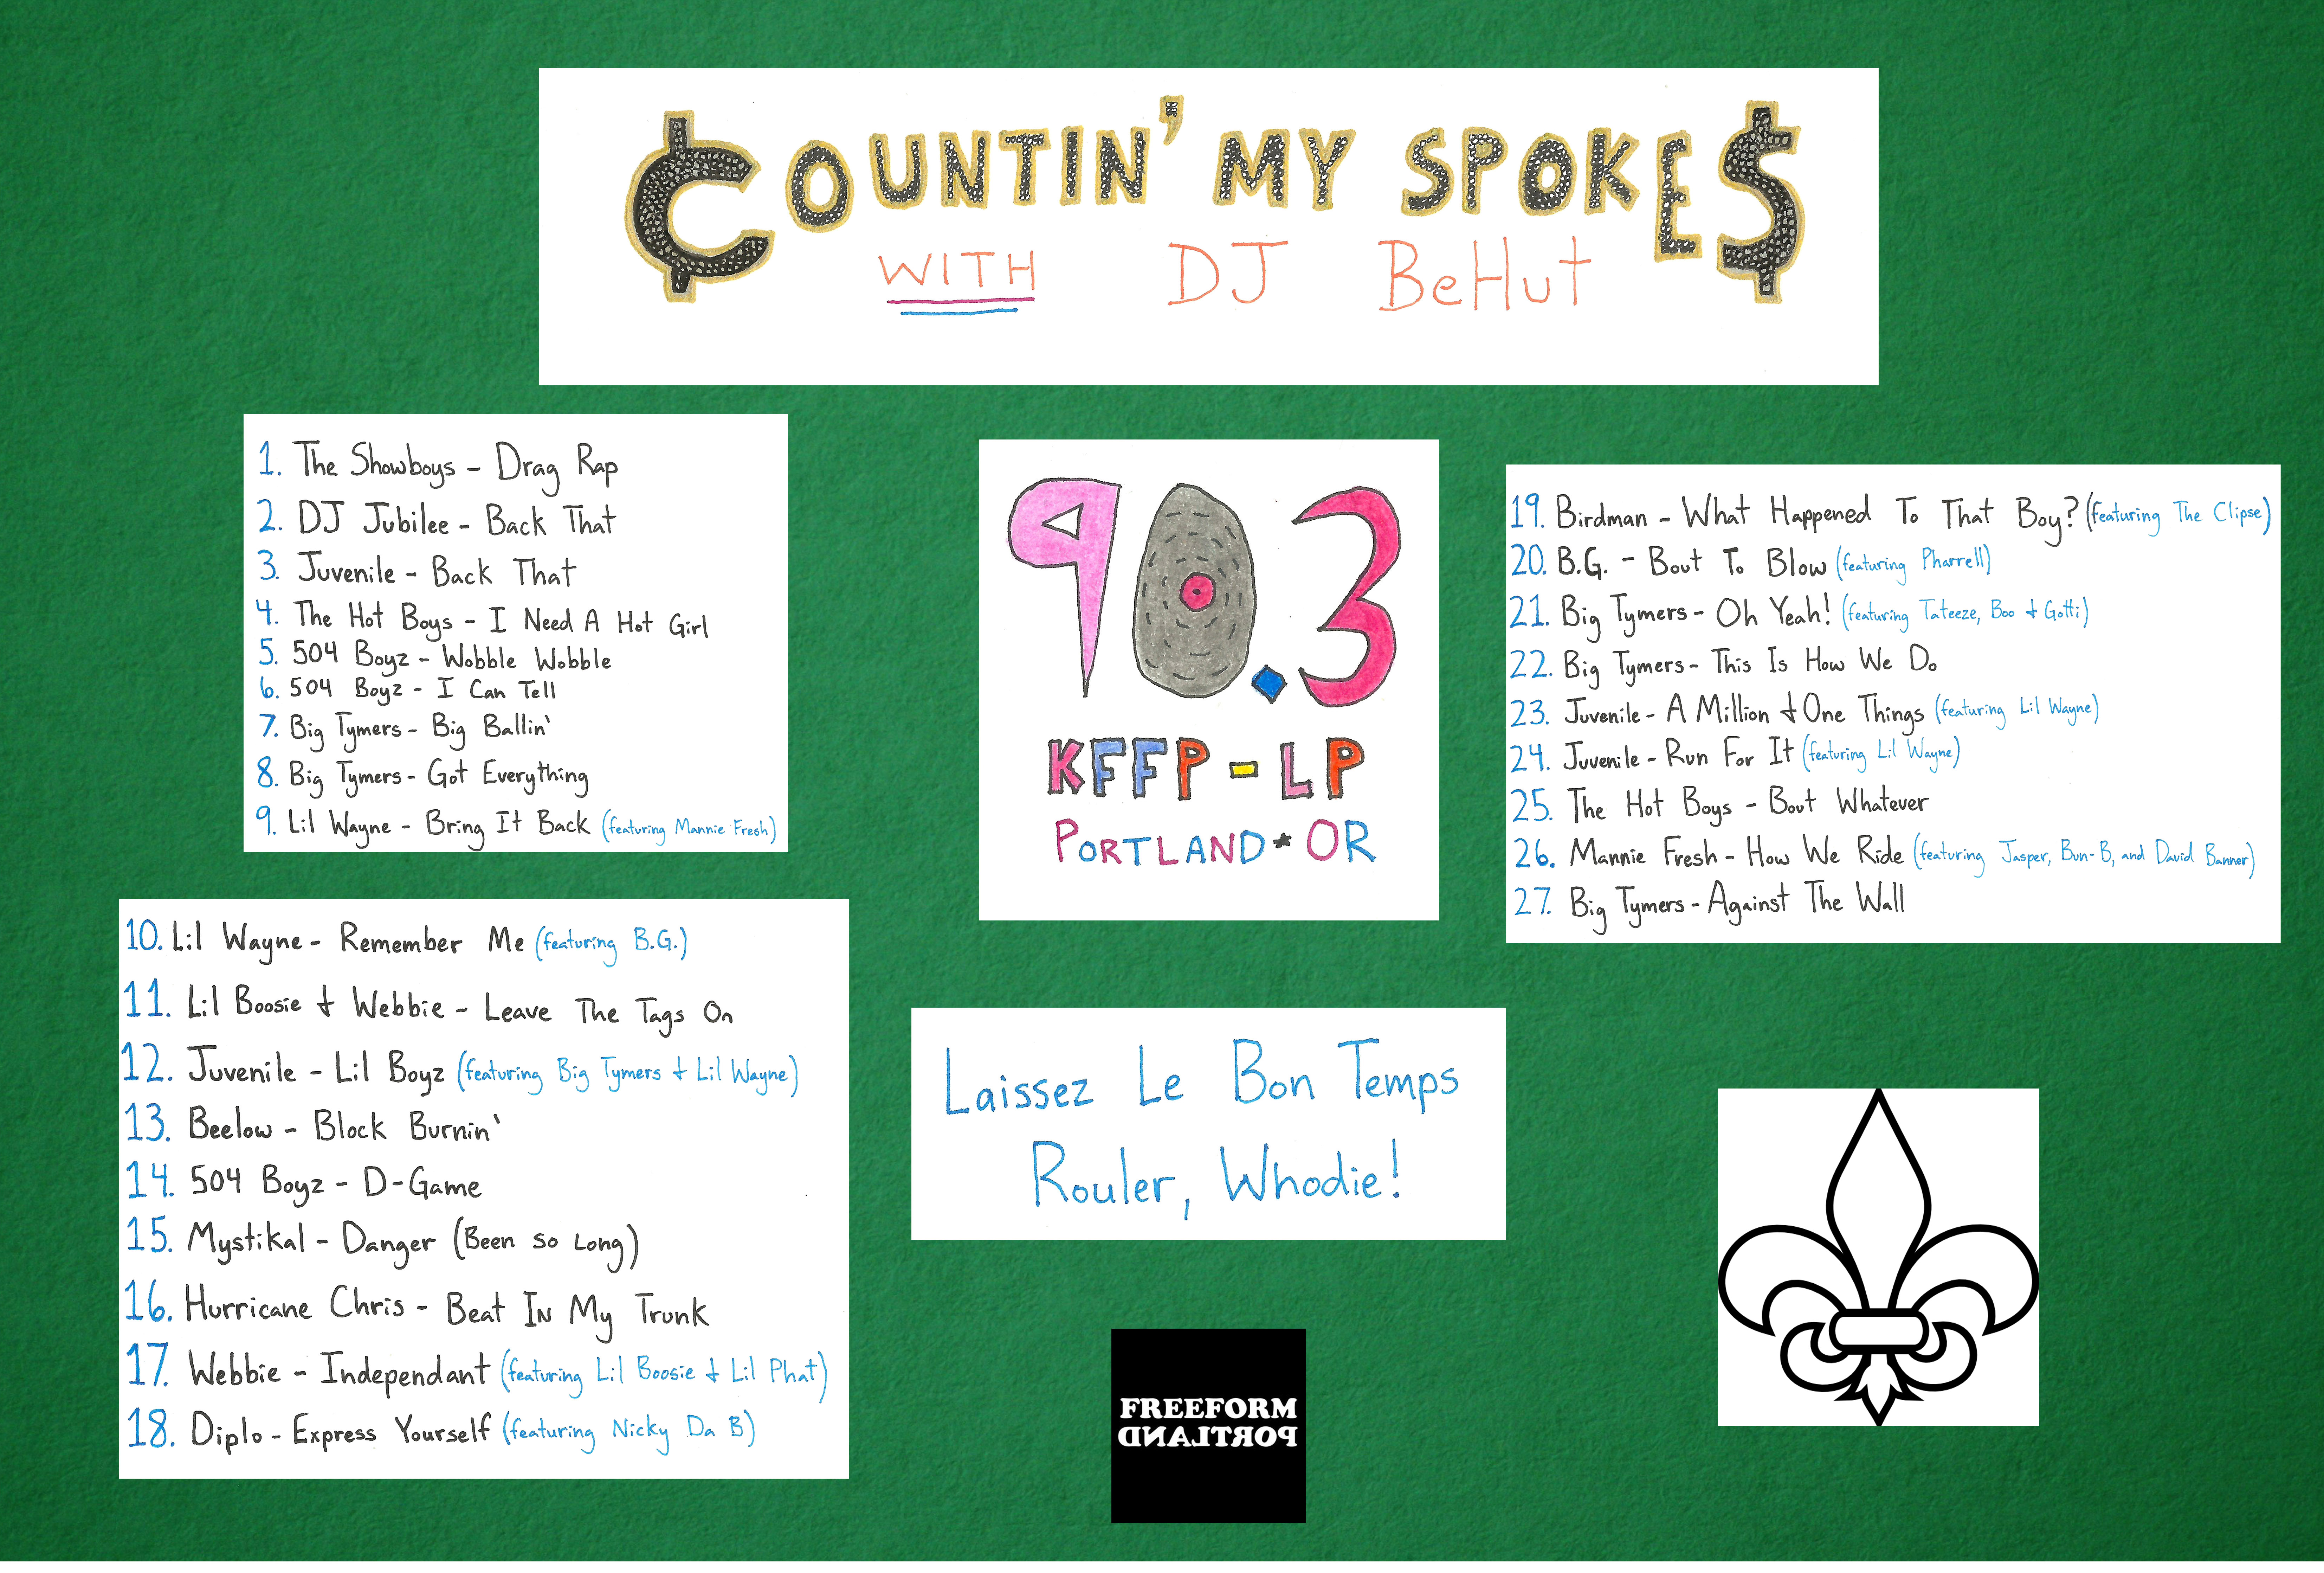 ¢OUNTIN' MY SPOKE$
WITH DJ BeHut
1. The Showboys - Drag Rap
2. DJ Jubilee - Back That
3. Juvenile - Back That
4. The Hot Boys - I Need A Hot Girl
5. 504 Boyz - Wobble Wobble
6. 504 Boyz - I Can Tell
7. Big Tymers - Big Ballin'
8. Big Tymers - Got Everything
9. Lil Wayne - Bring It Back (featuring Mannie Fresh)
10. Lil Wayne - Remember Me (featuring B.G.)
11. Lil Boosie & Webbie - Leave The Tags On
12. Juvenile - Lil Boyz (featuring Big Tymers & Lil Wayne)
13. Beelow - Block Burnin'
14. 504 Boyz - D-Game
15. Mystikal - Danger (Been So Long)
16. Hurricane Chris - Beat In My Trunk
17. Webbie - Independant (featuring Lil Boosie & Lil Phat)
18. Diplo - Express Yourself (featuring Nicky Da B)
90.3
KFFP-LP
PORTLAND*OR
Laissez Le Bon Temps
Rouler, Whodie!
FREEFORM
PORTLAND
19. Birdman - What Happened To That Boy? (featuring The Clipse)
20. B.G. - Bout To Blow (featuring Pharrell)
21. Big Tymers - Oh Yeah! (featuring Tateeze, Boo & Gotti)
22. Big Tymers - This Is How We Do
23. Juvenile - A Million & One Things (featuring Lil Wayne)
24. Juvenile - Run For It (featuring Lil Wayne)
25. The Hot Boys - Bout Whatever
26. Mannie Fresh - How We Ride (featuring Jasper, Bun-B, and David Banner)
27. Big Tymers - Against The Wall